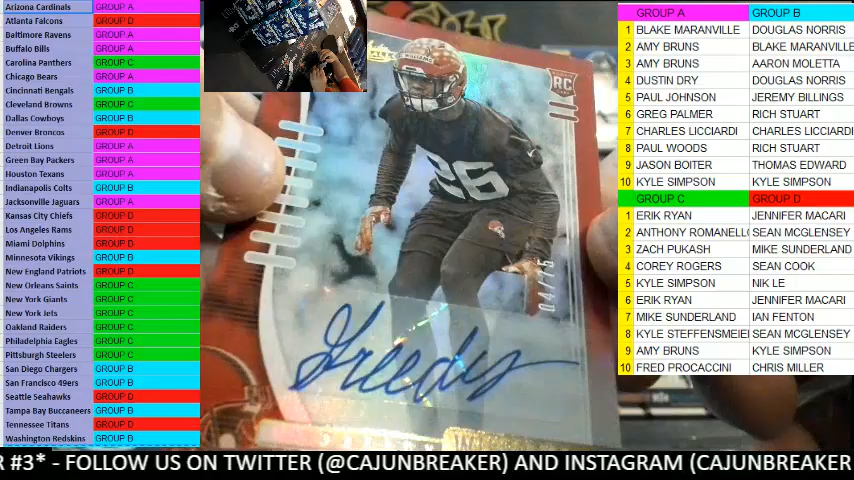 Arizona Cardinals GROUP A
Atlanta Falcons GROUP D
Baltimore Ravens GROUP A
Buffalo Bills GROUP A
Carolina Panthers GROUP C
Chicago Bears GROUP A
Cincinnati Bengals GROUP B
Cleveland Browns GROUP C
Dallas Cowboys GROUP B
Denver Broncos GROUP D
Detroit Lions GROUP A
Green Bay Packers GROUP A
Houston Texans GROUP A
Indianapolis Colts GROUP B
Jacksonville Jaguars GROUP A
Kansas City Chiefs GROUP D
Los Angeles Rams GROUP D
Miami Dolphins GROUP D
Minnesota Vikings GROUP B
New England Patriots GROUP D
New Orleans Saints GROUP C
New York Giants GROUP C
New York Jets GROUP C
Oakland Raiders GROUP C
Philadelphia Eagles GROUP C
Pittsburgh Steelers GROUP C
San Diego Chargers GROUP B
San Francisco 49ers GROUP B
Seattle Seahawks GROUP D
Tampa Bay Buccaneers GROUP B
Tennessee Titans GROUP D
Washington Redskins GROUP B
RC
26
04/75
Greedy
GROUP A GROUP B
1 BLAKE MARANVILLE DOUGLAS NORRIS
2 AMY BRUNS BLAKE MARANVILLE
3 AMY BRUNS AARON MOLETTA
4 DUSTIN DRY DOUGLAS NORRIS
5 PAUL JOHNSON JEREMY BILLINGS
6 GREG PALMER RICH STUART
7 CHARLES LICCIARDI CHARLES LICCIARDI
8 PAUL WOODS RICH STUART
9 JASON BOITER THOMAS EDWARD
10 KYLE SIMPSON KYLE SIMPSON
GROUP C GROUP D
1 ERIK RYAN JENNIFER MACARI
2 ANTHONY ROMANELLO SEAN MCGLENSEY
3 ZACH PUKASH MIKE SUNDERLAND
4 COREY ROGERS SEAN COOK
5 KYLE SIMPSON NIK LE
6 ERIK RYAN JENNIFER MACARI
7 MIKE SUNDERLAND IAN FENTON
8 KYLE STEFFENSMEIER SEAN MCGLENSEY
9 AMY BRUNS KYLE SIMPSON
10 FRED PROCACCINI CHRIS MILLER
R #3* - FOLLOW US ON TWITTER (@CAJUNBREAKER) AND INSTAGRAM (CAJUNBREAKER